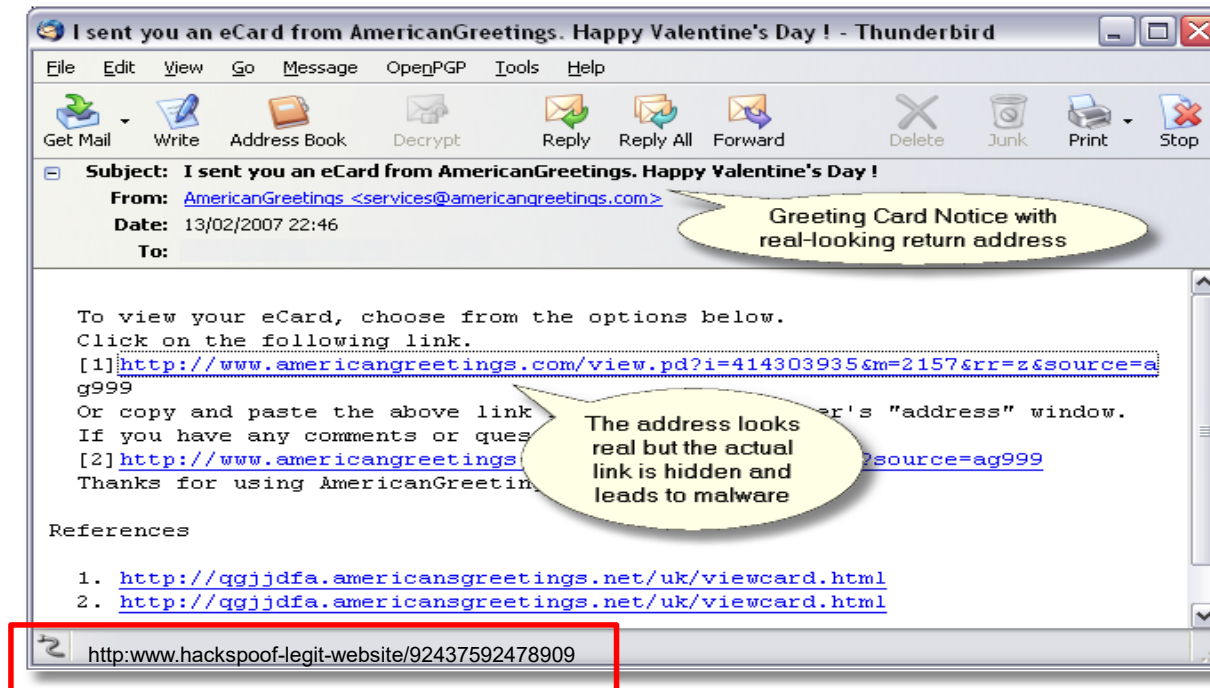 I sent you an eCard from AmericanGreetings. Happy Valentine's Day ! - Thunderbird
File Edit View Go Message OpenPGP Tools Help
Get Mail Write Address Book Decrypt Reply Reply All Forward Delete Junk Print Stop
Subject: I sent you an eCard from AmericanGreetings. Happy Valentine's Day !
From: AmericanGreetings <services@americangreetings.com>
Date: 13/02/2007 22:46
To:
Greeting Card Notice with
real-looking return address
To view your eCard, choose from the options below.
Click on the following link.
[1]http://www.americangreetings.com/view.pd?i=414303935&m=2157&rr=z&source=a
g999
Or copy and paste the above link er's "address" window.
If you have any comments or ques
[2]http://www.americangreetings ?source=ag999
Thanks for using AmericanGreeting
The address looks
real but the actual
link is hidden and
leads to malware
References
1. http://qgjjdfa.americansgreetings.net/uk/viewcard.html
2. http://qgjjdfa.americansgreetings.net/uk/viewcard.html
http:www.hackspoof-legit-website/92437592478909